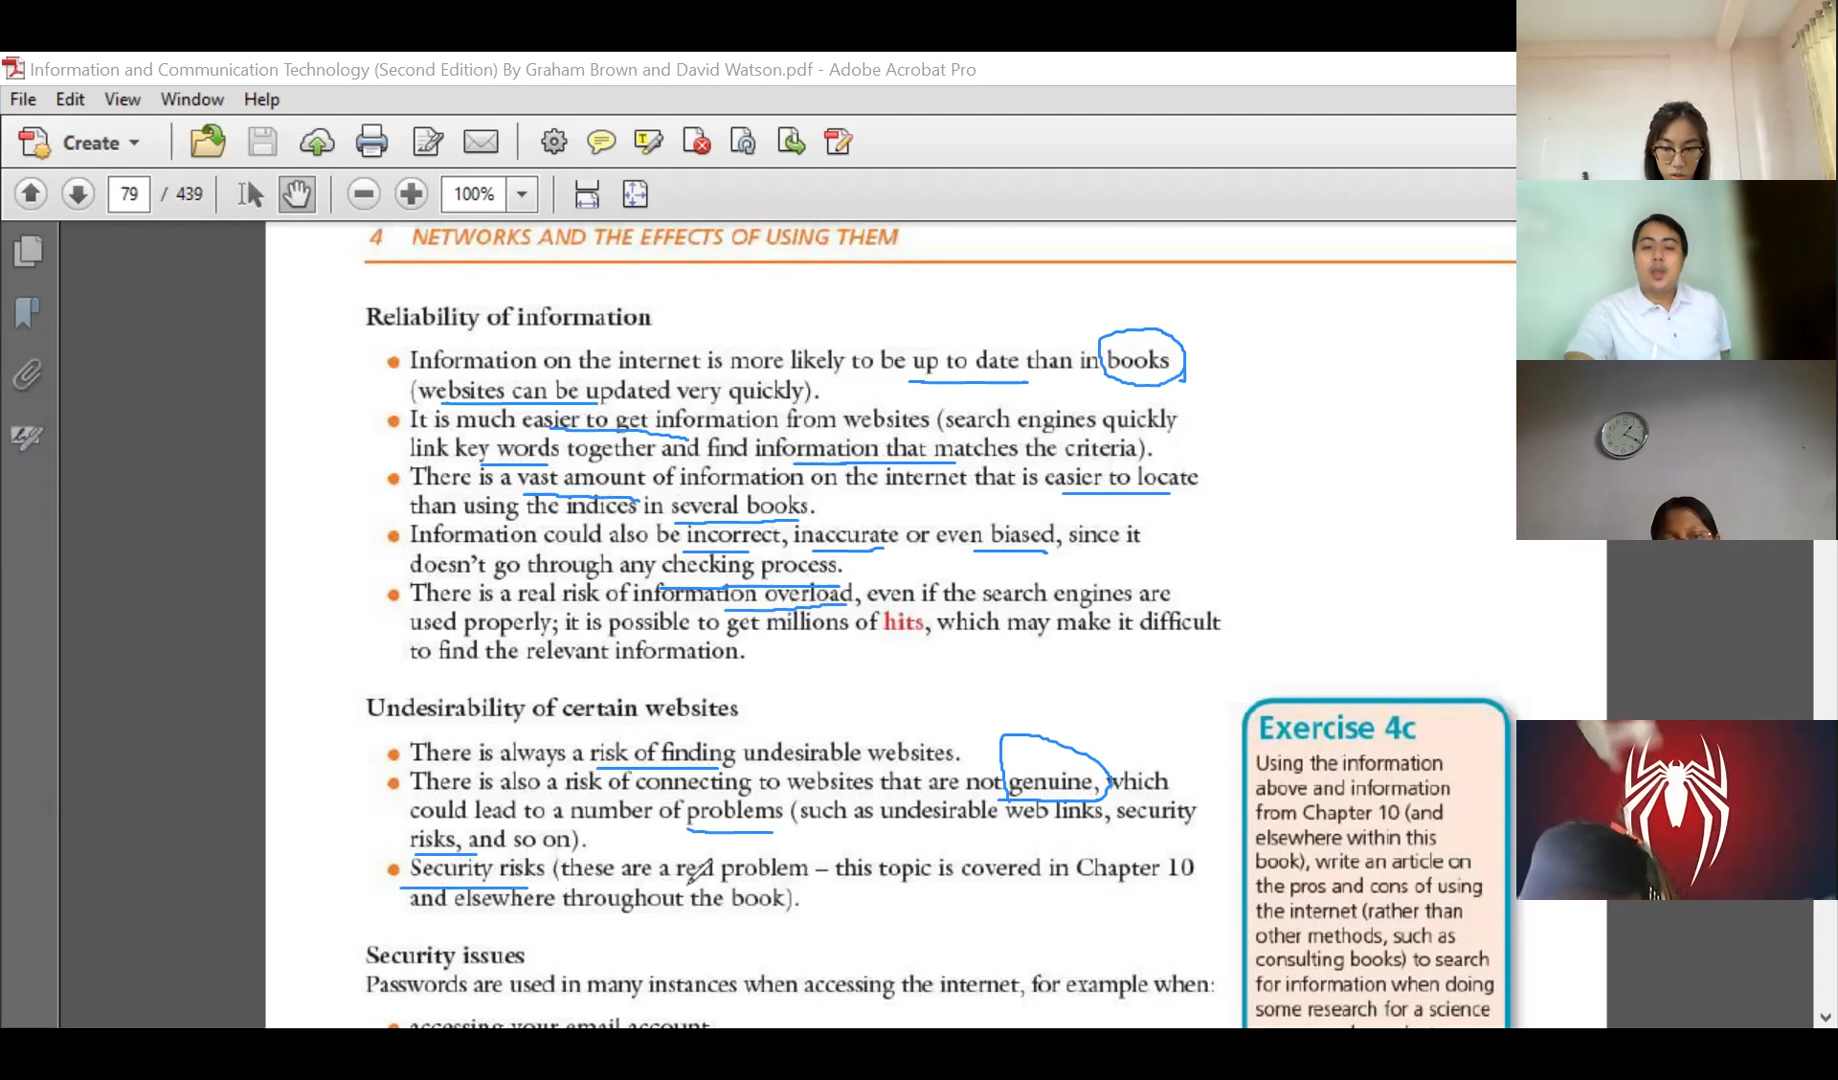 Information and Communication Technology (Second Edition) By Graham Brown and David Watson.pdf - Adobe Acrobat Pro
File Edit View Window Help
Create
79 / 439 100%
4 NETWORKS AND THE EFFECTS OF USING THEM
Reliability of information
Information on the internet is more likely to be up to date than in books
(websites can be updated very quickly).
It is much easier to get information from websites (search engines quickly
link key words together and find information that matches the criteria).
There is a vast amount of information on the internet that is easier to locate
than using the indices in several books.
Information could also be incorrect, inaccurate or even biased, since it
doesn't go through any checking process.
There is a real risk of information overload, even if the search engines are
used properly; it is possible to get millions of hits, which may make it difficult
to find the relevant information.
Undesirability of certain websites
There is always a risk of finding undesirable websites.
There is also a risk of connecting to websites that are not genuine, which
could lead to a number of problems (such as undesirable web links, security
risks, and so on).
Security risks (these are a real problem – this topic is covered in Chapter 10
and elsewhere throughout the book).
Security issues
Passwords are used in many instances when accessing the internet, for example when:
accessing your email account
Exercise 4c
Using the information
above and information
from Chapter 10 (and
elsewhere within this
book), write an article on
the pros and cons of using
the internet (rather than
other methods, such as
consulting books) to search
for information when doing
some research for a science